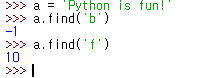 >>> a = 'Python is fun!'
>>> a.find('b')
-1
>>> a.find('f')
10
>>>